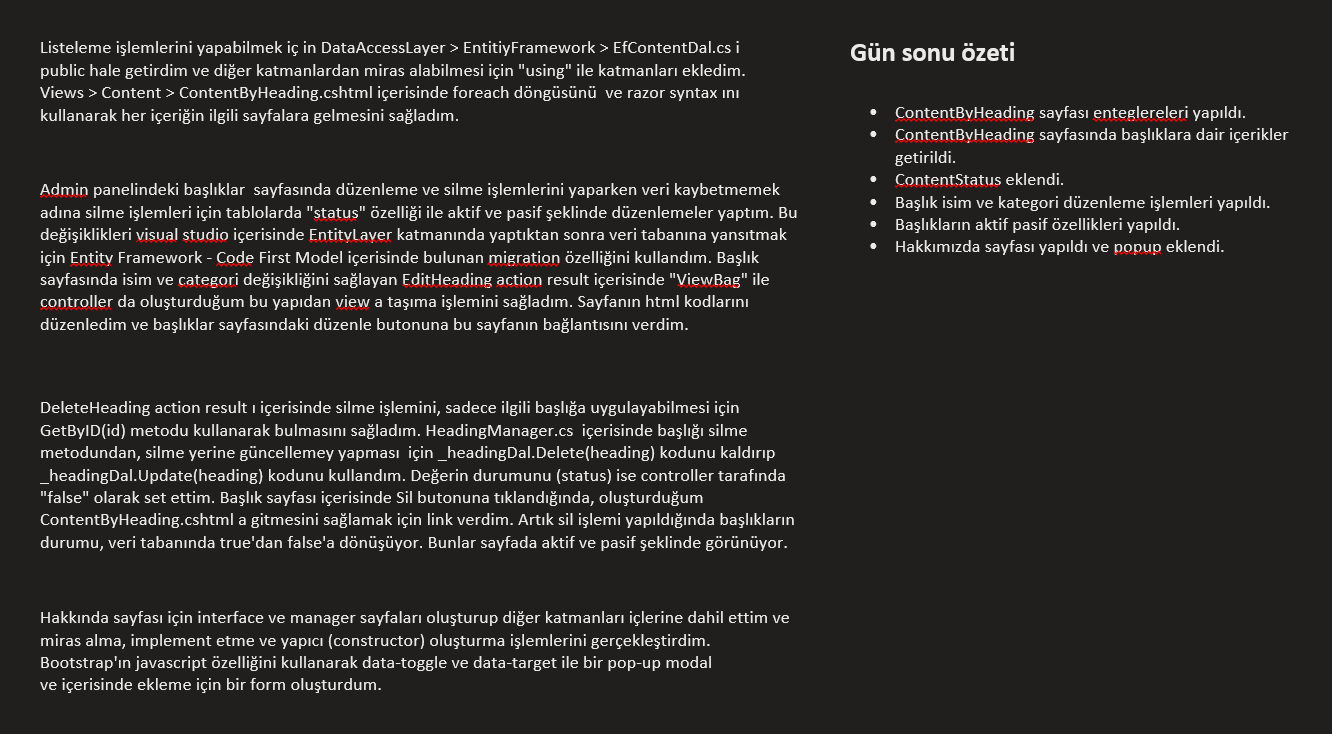 Listeleme işlemlerini yapabilmek iç in DataAccessLayer > EntitiyFramework > EfContentDal.cs i
public hale getirdim ve diğer katmanlardan miras alabilmesi için "using" ile katmanları ekledim.
Views > Content > ContentByHeading.cshtml içerisinde foreach döngüsünü  ve razor syntax ını
kullanarak her içeriğin ilgili sayfalara gelmesini sağladım.
Admin panelindeki başlıklar  sayfasında düzenleme ve silme işlemlerini yaparken veri kaybetmemek
adına silme işlemleri için tablolarda "status" özelliği ile aktif ve pasif şeklinde düzenlemeler yaptım. Bu
değişiklikleri visual studio içerisinde EntityLayer katmanında yaptıktan sonra veri tabanına yansıtmak
için Entity Framework - Code First Model içerisinde bulunan migration özelliğini kullandım. Başlık
sayfasında isim ve categori değişikliğini sağlayan EditHeading action result içerisinde "ViewBag" ile
controller da oluşturduğum bu yapıdan view a taşıma işlemini sağladım. Sayfanın html kodlarını
düzenledim ve başlıklar sayfasındaki düzenle butonuna bu sayfanın bağlantısını verdim.
DeleteHeading action result ı içerisinde silme işlemini, sadece ilgili başlığa uygulayabilmesi için
GetByID(id) metodu kullanarak bulmasını sağladım. HeadingManager.cs  içerisinde başlığı silme
metodundan, silme yerine güncellemey yapması  için _headingDal.Delete(heading) kodunu kaldırıp
_headingDal.Update(heading) kodunu kullandım. Değerin durumunu (status) ise controller tarafında
"false" olarak set ettim. Başlık sayfası içerisinde Sil butonuna tıklandığında, oluşturduğum
ContentByHeading.cshtml a gitmesini sağlamak için link verdim. Artık sil işlemi yapıldığında başlıkların
durumu, veri tabanında true'dan false'a dönüşüyor. Bunlar sayfada aktif ve pasif şeklinde görünüyor.
Hakkında sayfası için interface ve manager sayfaları oluşturup diğer katmanları içlerine dahil ettim ve
miras alma, implement etme ve yapıcı (constructor) oluşturma işlemlerini gerçekleştirdim.
Bootstrap'ın javascript özelliğini kullanarak data-toggle ve data-target ile bir pop-up modal
ve içerisinde ekleme için bir form oluşturdum.
Gün sonu özeti
• ContentByHeading sayfası enteglereleri yapıldı.
• ContentByHeading sayfasında başlıklara dair içerikler
getirildi.
• ContentStatus eklendi.
• Başlık isim ve kategori düzenleme işlemleri yapıldı.
• Başlıkların aktif pasif özellikleri yapıldı.
• Hakkımızda sayfası yapıldı ve popup eklendi.